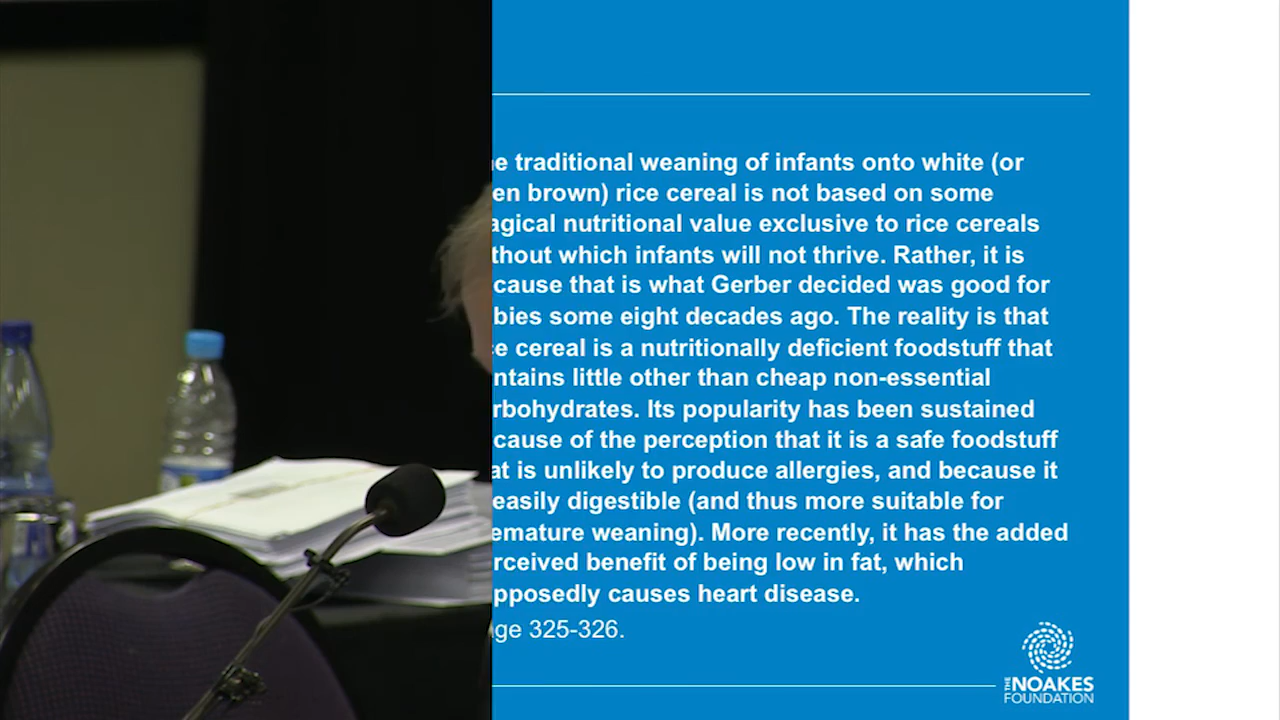 e traditional weaning of infants onto white (or
en brown) rice cereal is not based on some
agical nutritional value exclusive to rice cereals
thout which infants will not thrive. Rather, it is
cause that is what Gerber decided was good for
bies some eight decades ago. The reality is that
ce cereal is a nutritionally deficient foodstuff that
ntains little other than cheap non-essential
rbohydrates. Its popularity has been sustained
cause of the perception that it is a safe foodstuff
at is unlikely to produce allergies, and because it
easily digestible (and thus more suitable for
emature weaning). More recently, it has the added
rceived benefit of being low in fat, which
pposedly causes heart disease.
ge 325-326.
THE NOAKES
FOUNDATION